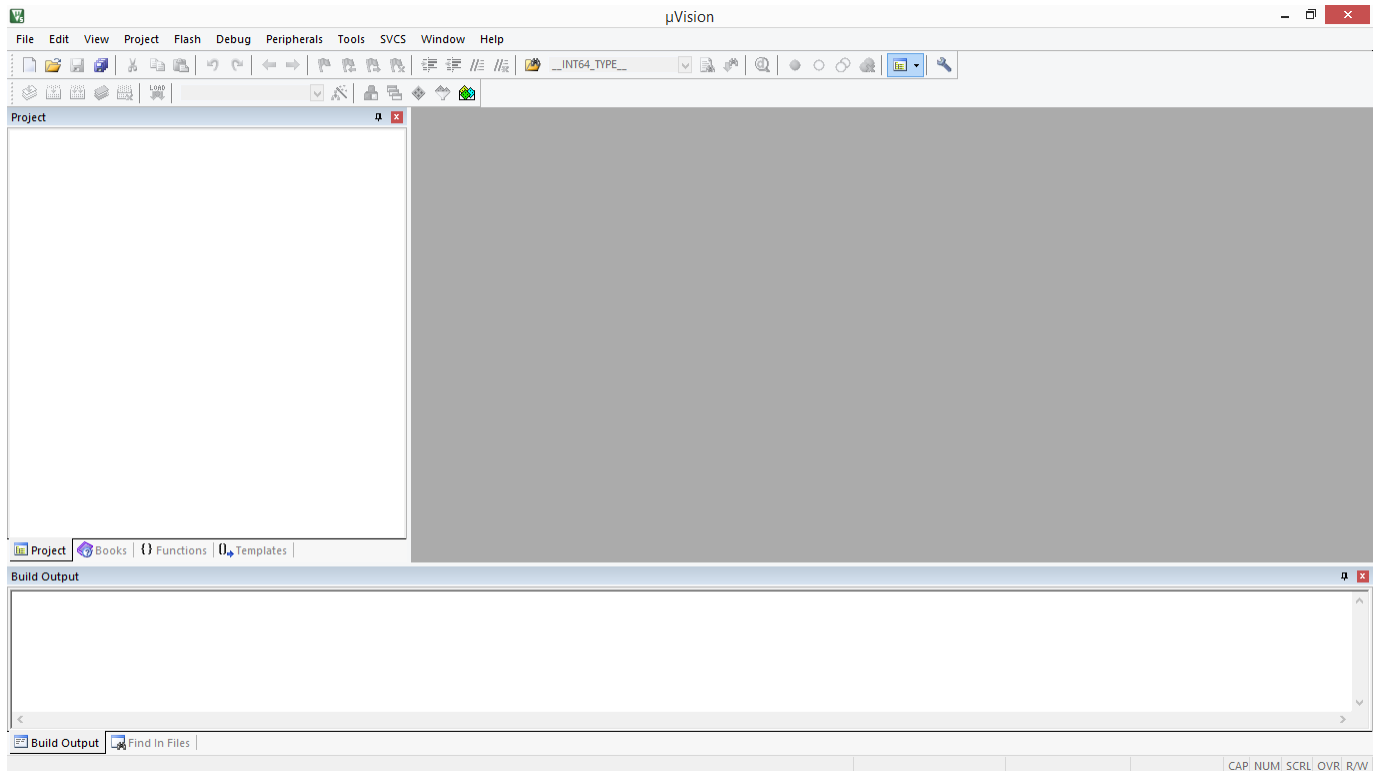 µVision
File Edit View Project Flash Debug Peripherals Tools SVCS Window Help
__INT64_TYPE__
LOAD
Project
Project Books Functions Templates
Build Output
Build Output Find In Files
CAP NUM SCRL OVR R/W